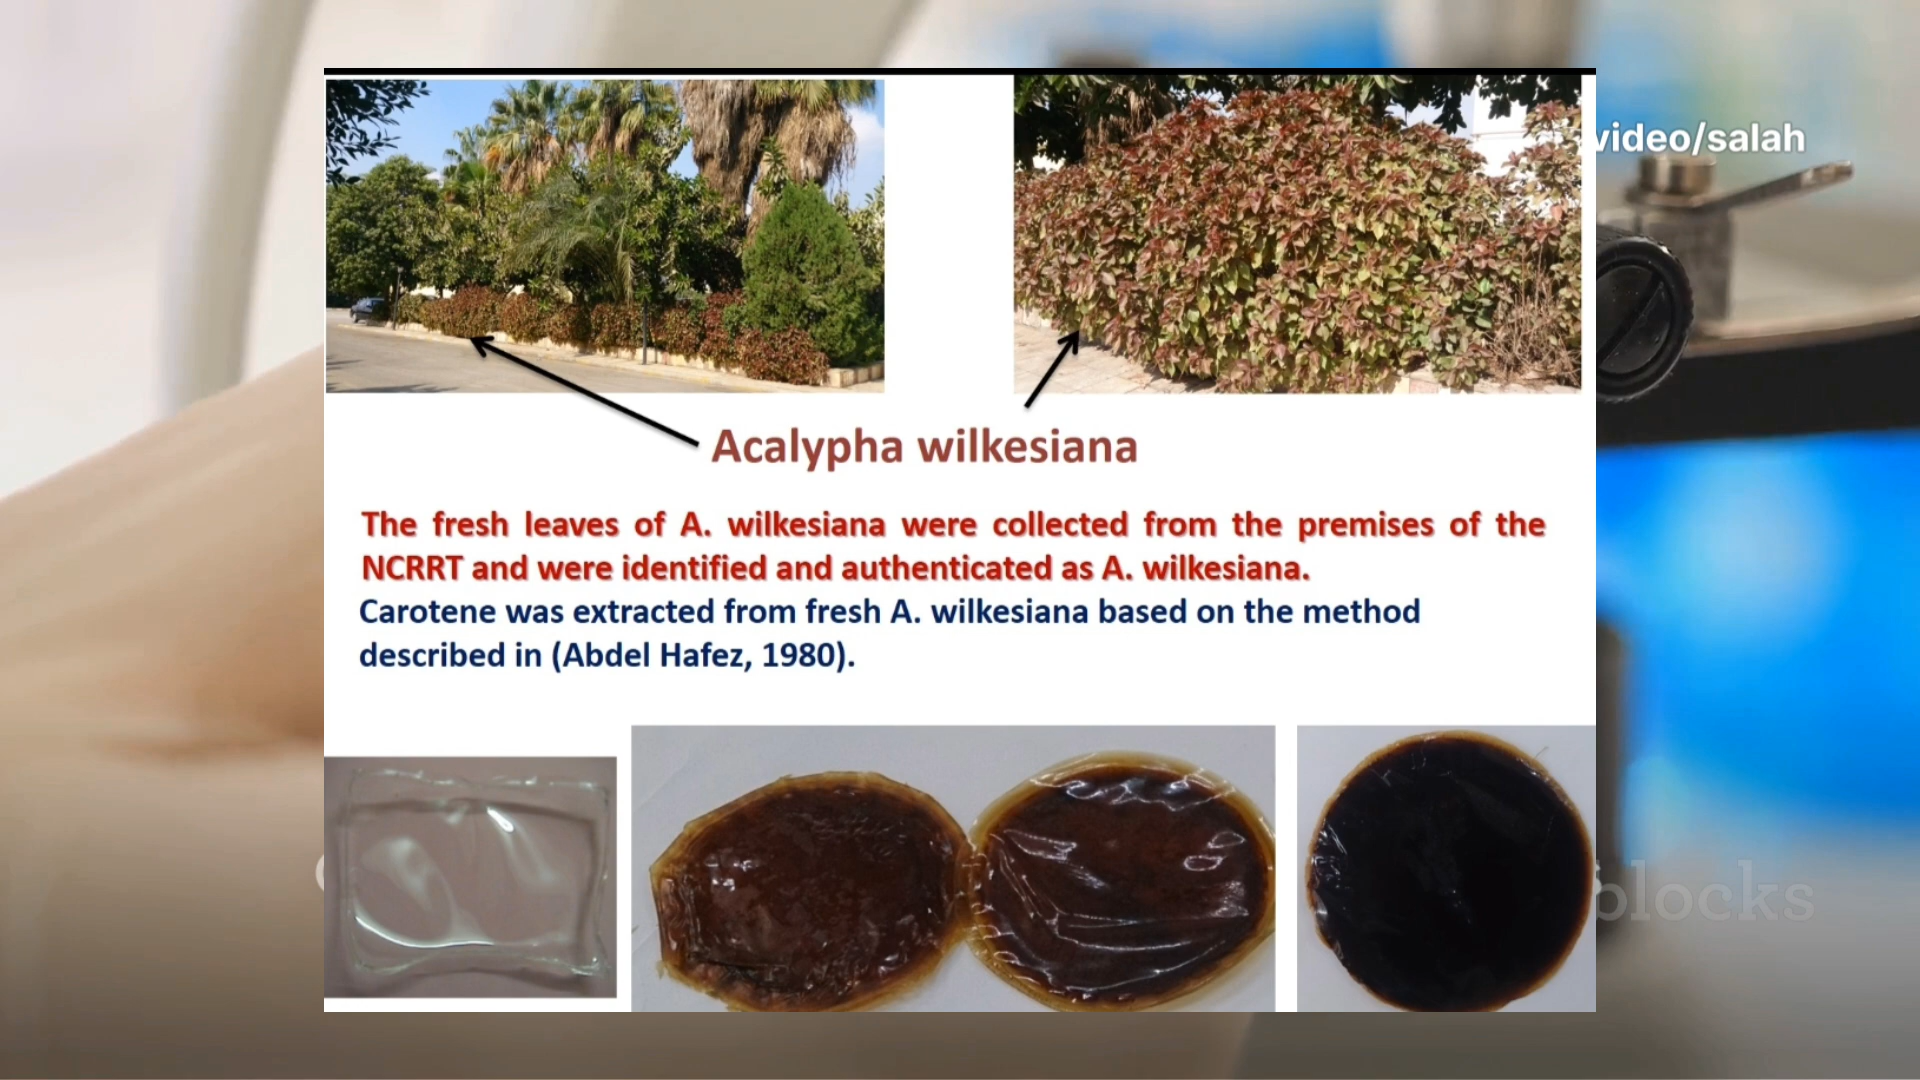 video/salah
Acalypha wilkesiana
The fresh leaves of A. wilkesiana were collected from the premises of the
NCRRT and were identified and authenticated as A. wilkesiana.
Carotene was extracted from fresh A. wilkesiana based on the method
described in (Abdel Hafez, 1980).
blocks